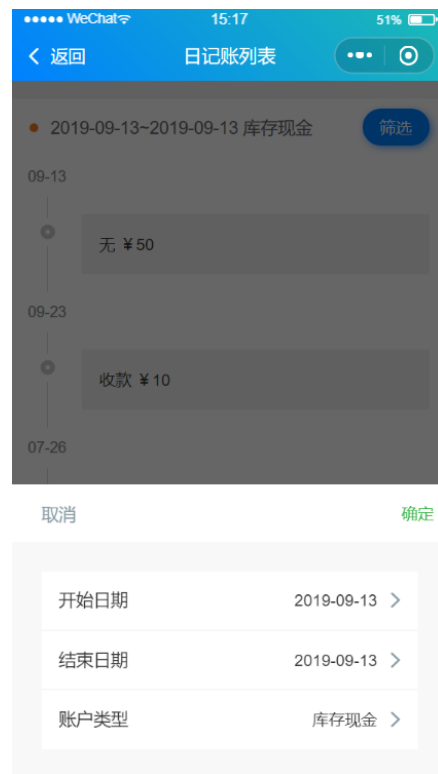 WeChat 15:17 51%
返回 日记账列表
2019-09-13~2019-09-13 库存现金 筛选
09-13
无 ¥50
09-23
收款 ¥10
07-26
取消 确定
开始日期 2019-09-13
结束日期 2019-09-13
账户类型 库存现金